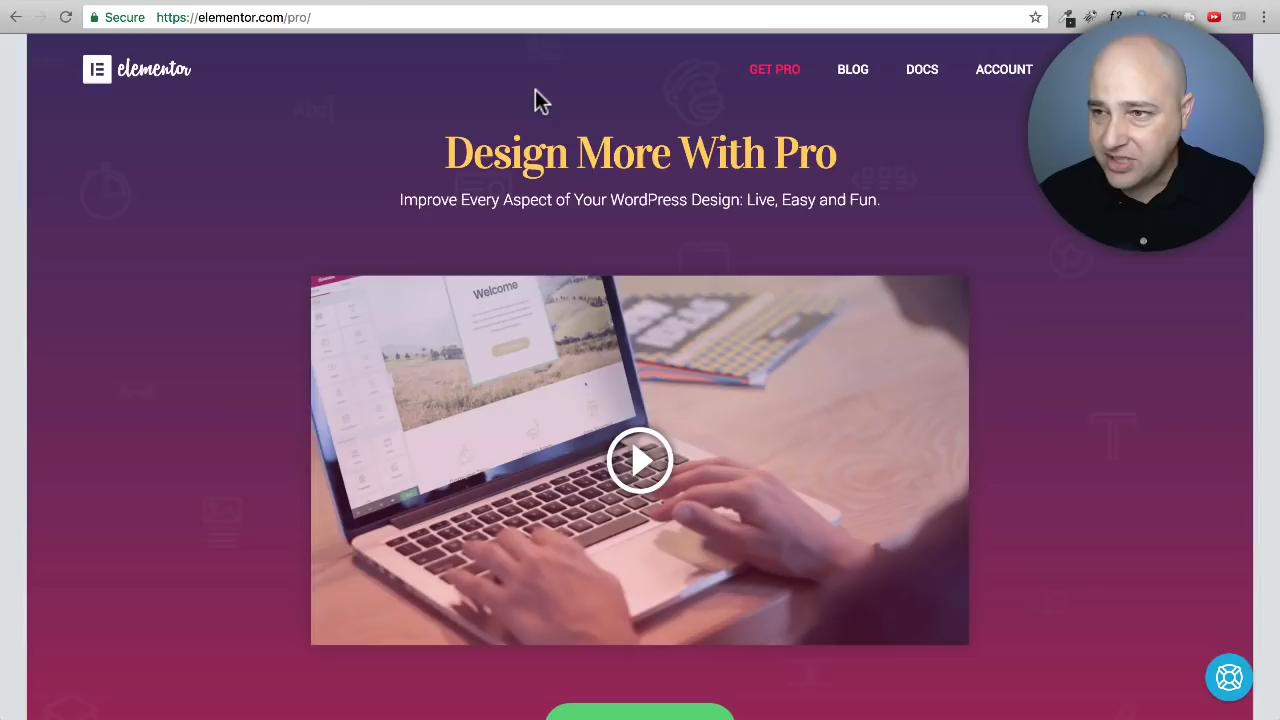 Secure
https://elementor.com/pro/
elementor
GET PRO
BLOG
DOCS
ACCOUNT
Design More With Pro
Improve Every Aspect of Your WordPress Design: Live, Easy and Fun.
Welcome